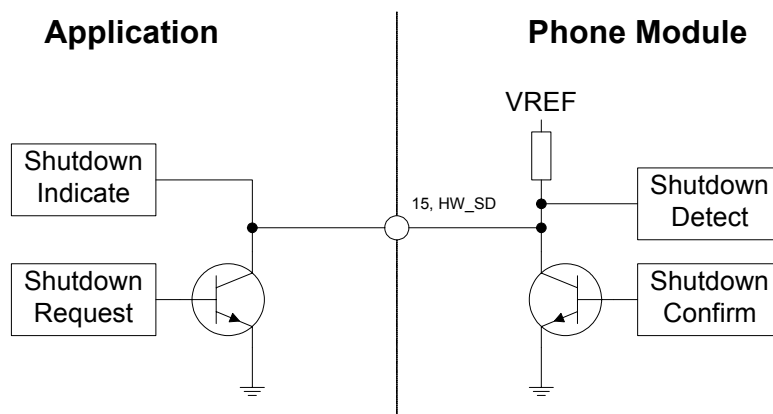 Application
Phone Module
VREF
Shutdown
Indicate
15, HW_SD
Shutdown
Detect
Shutdown
Request
Shutdown
Confirm